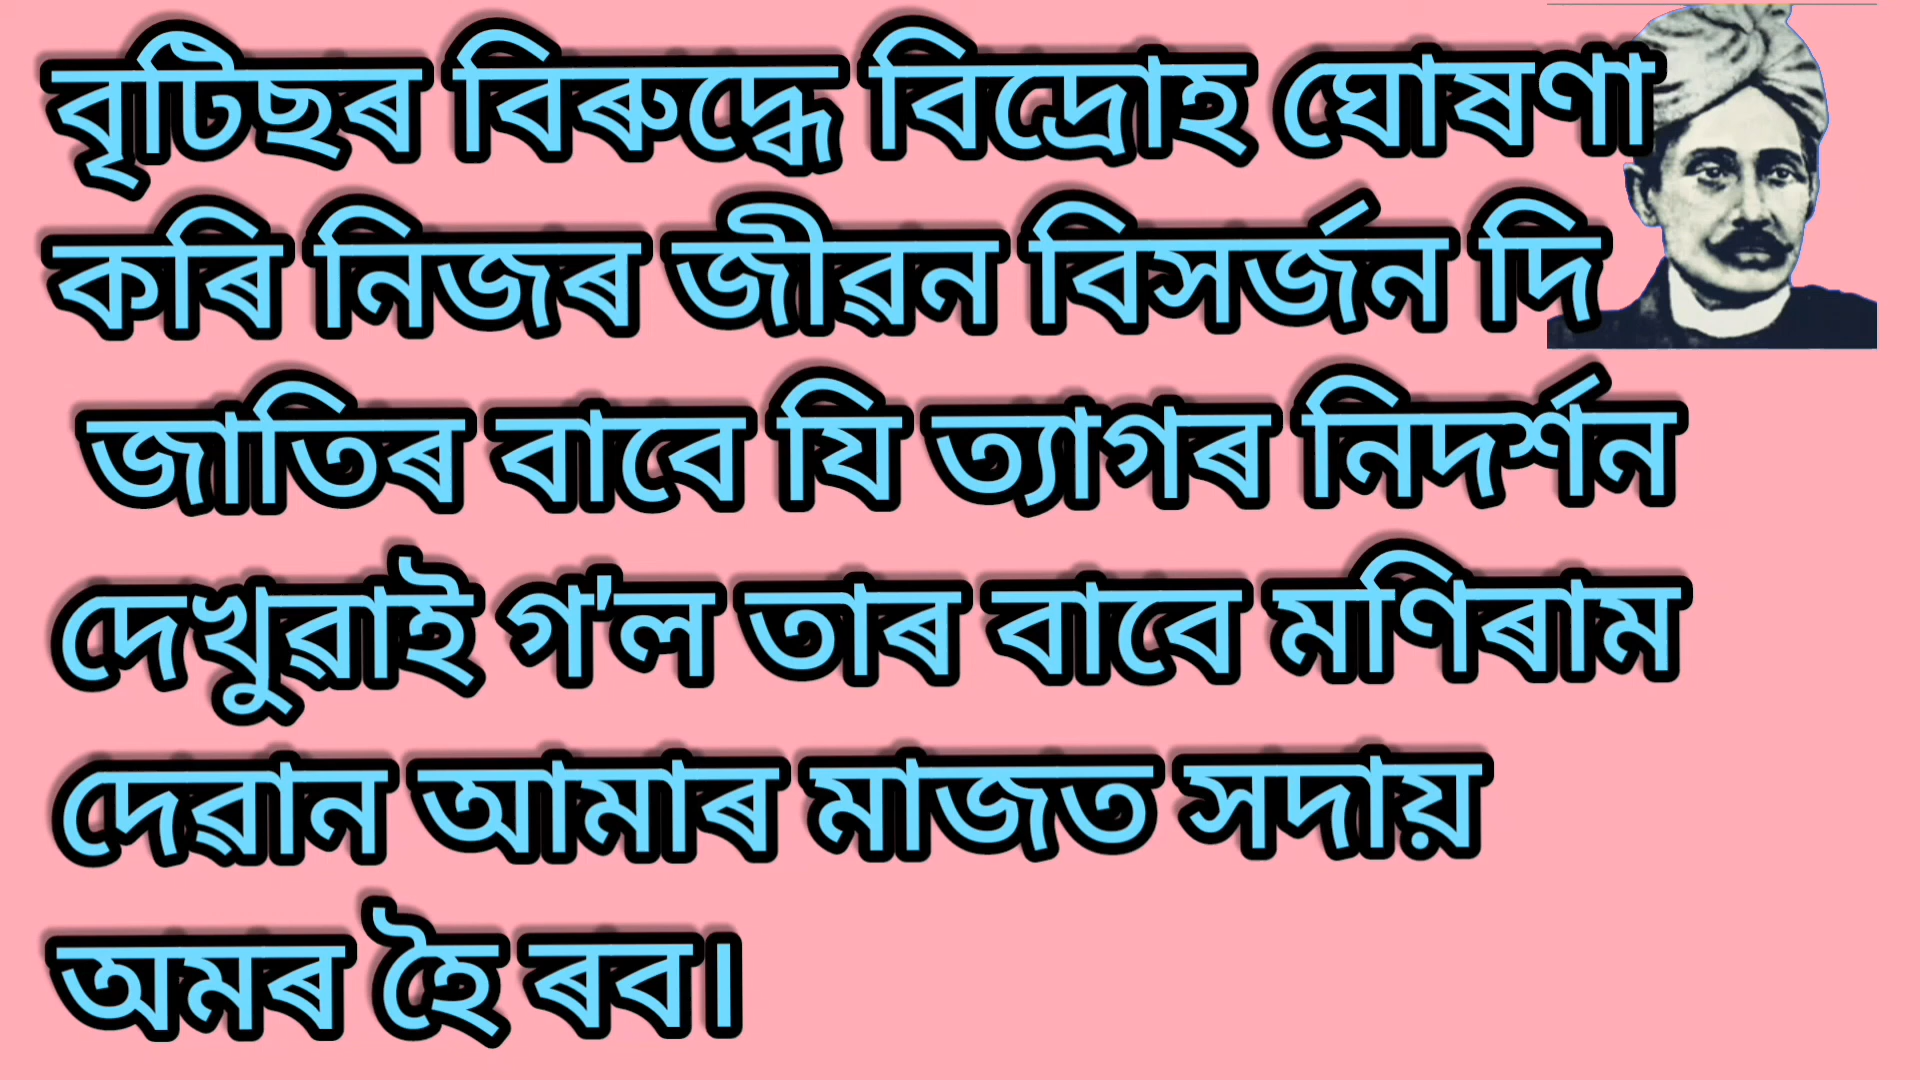 বৃটিছৰ বিৰুদ্ধে বিদ্ৰোহ ঘোষণা
কৰি নিজৰ জীৱন বিসৰ্জন দি
জাতিৰ বাবে যি ত্যাগৰ নিদৰ্শন
দেখুৱাই গ'ল তাৰ বাবে মণিৰাম
দেৱান আমাৰ মাজত সদায়
অমৰ হৈ ৰব।